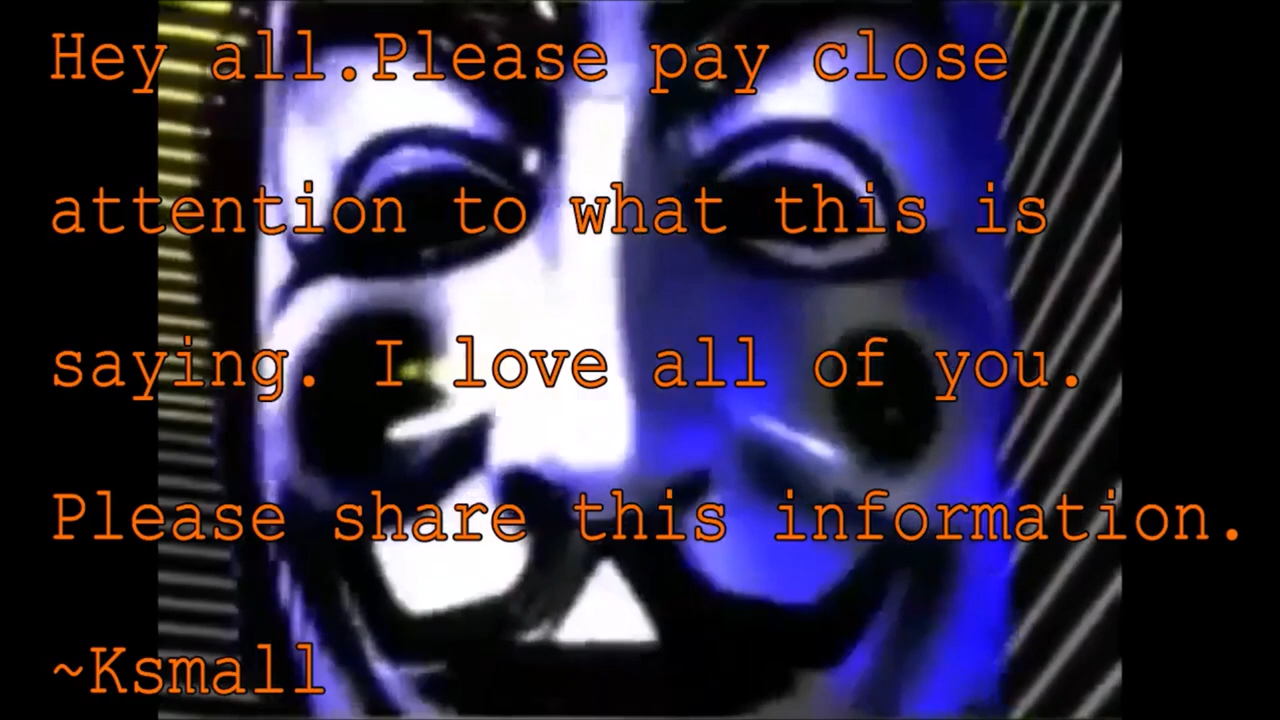 Hey all.Please pay close
attention to what this is
saying. I love all of you.
Please share this information.
~Ksmall